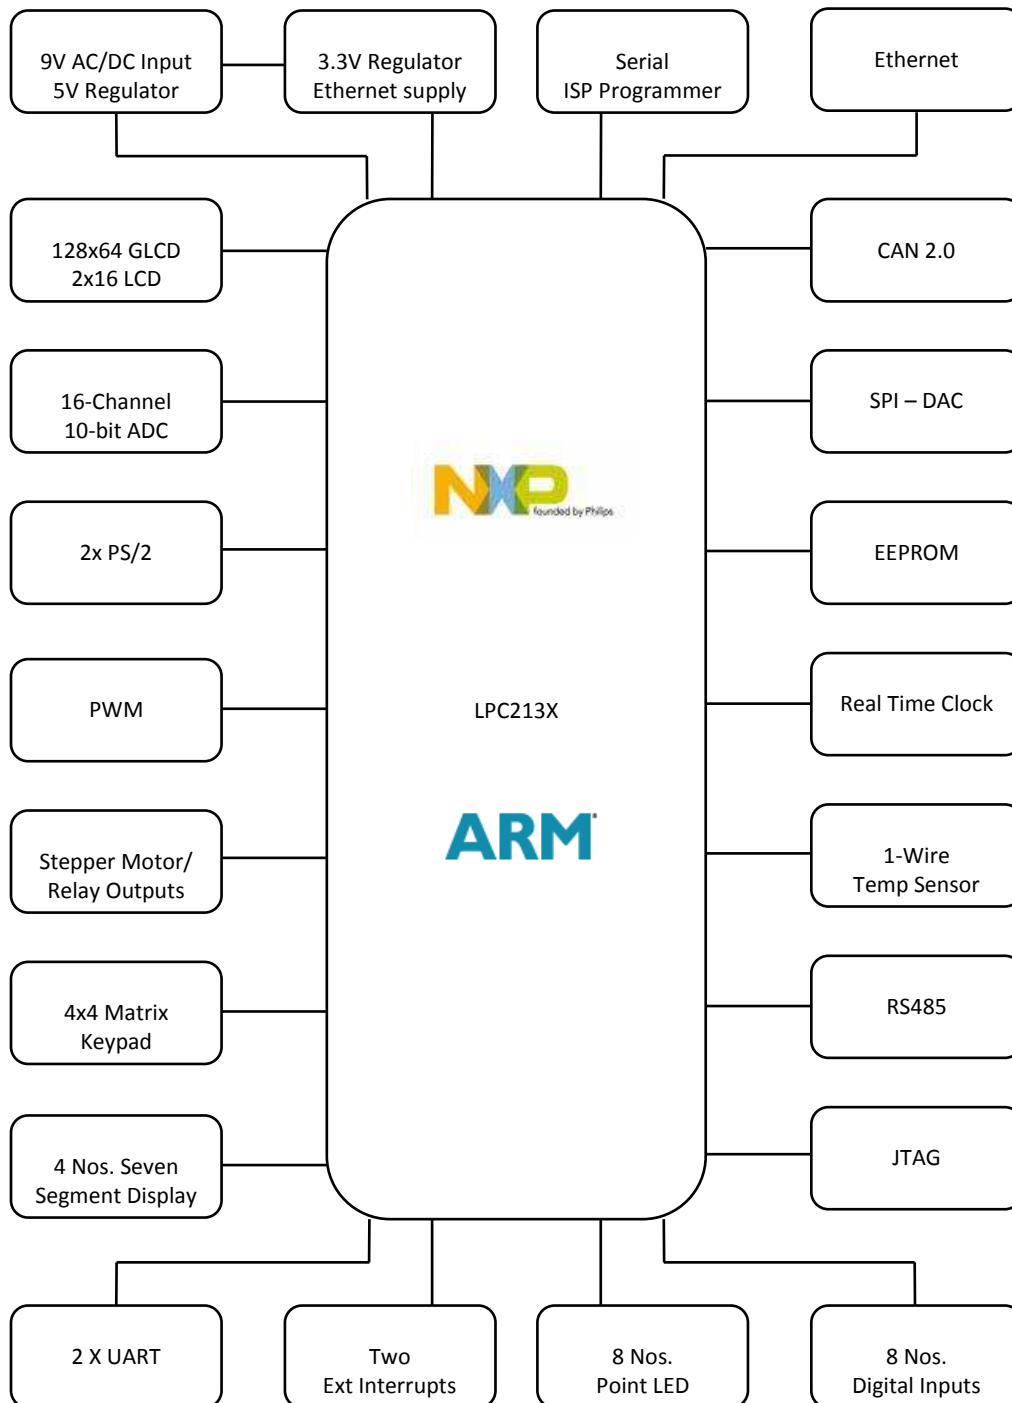 9V AC/DC Input
5V Regulator
3.3V Regulator
Ethernet supply
Serial
ISP Programmer
Ethernet
128x64 GLCD
2x16 LCD
CAN 2.0
16-Channel
10-bit ADC
SPI – DAC
NXP
founded by Philips
2x PS/2
EEPROM
PWM
LPC213X
Real Time Clock
ARM
Stepper Motor/
Relay Outputs
1-Wire
Temp Sensor
4x4 Matrix
Keypad
RS485
4 Nos. Seven
Segment Display
JTAG
2 X UART
Two
Ext Interrupts
8 Nos.
Point LED
8 Nos.
Digital Inputs